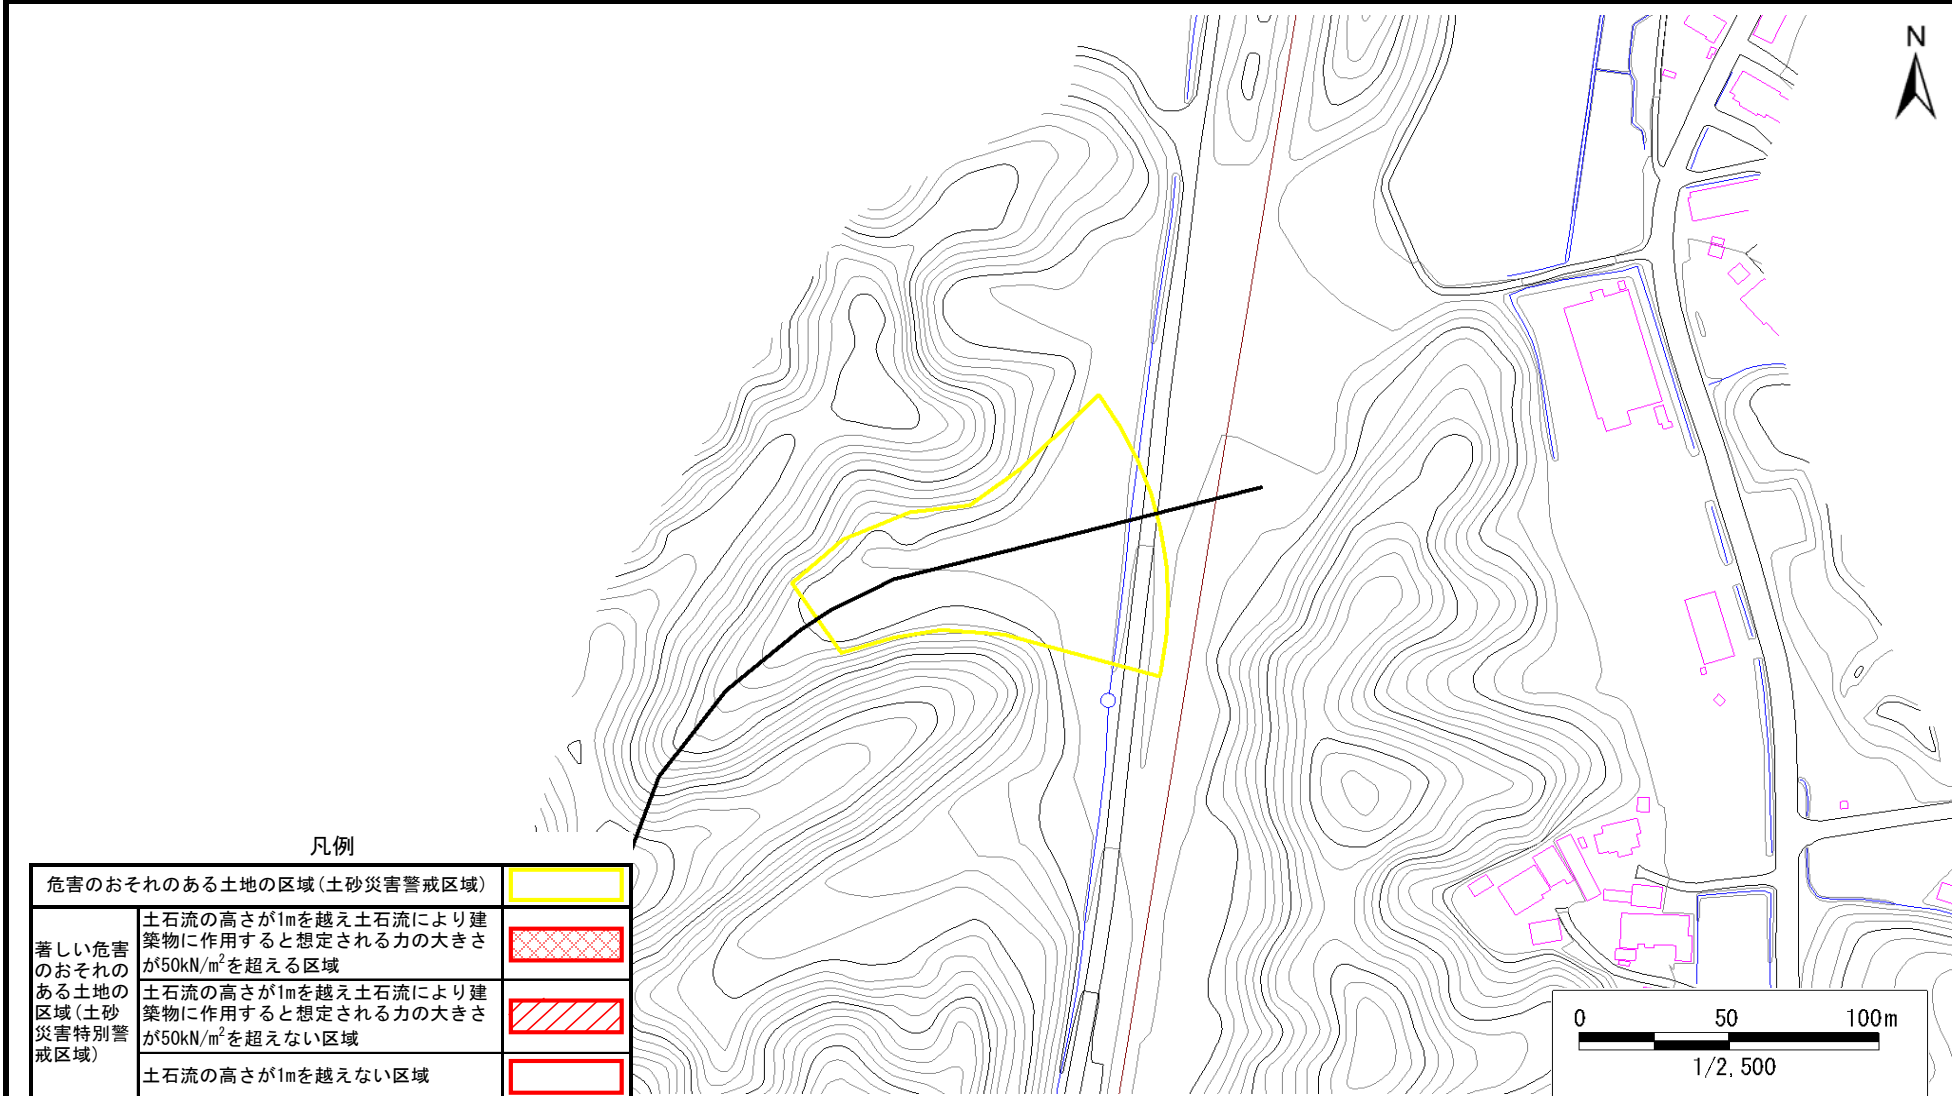 N
凡例
危害のおそれのある土地の区域(土砂災害警戒区域)
著しい危害
のおそれの
ある土地の
区域(土砂
災害特別警
戒区域)
土石流の高さが1mを越え土石流により建
築物に作用すると想定される力の大きさ
が50kN/m²を超える区域
土石流の高さが1mを越え土石流により建
築物に作用すると想定される力の大きさ
が50kN/m²を超えない区域
土石流の高さが1mを越えない区域
0 50 100m
1/2,500